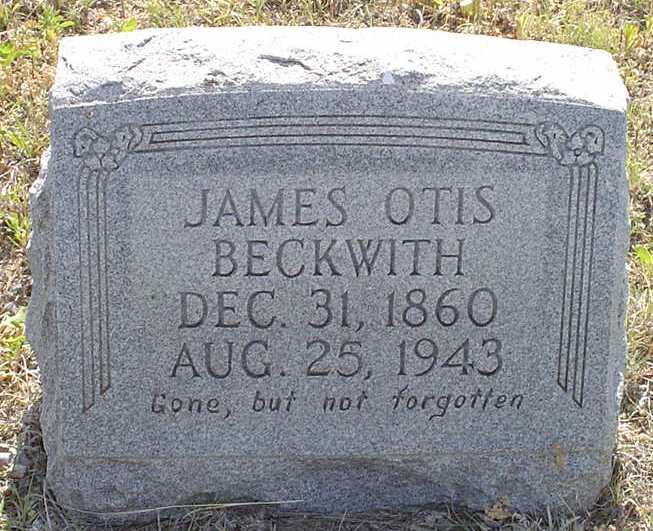 JAMES OTIS
BECKWITH
DEC. 31, 1860
AUG. 25, 1943
Gone, but not forgotten